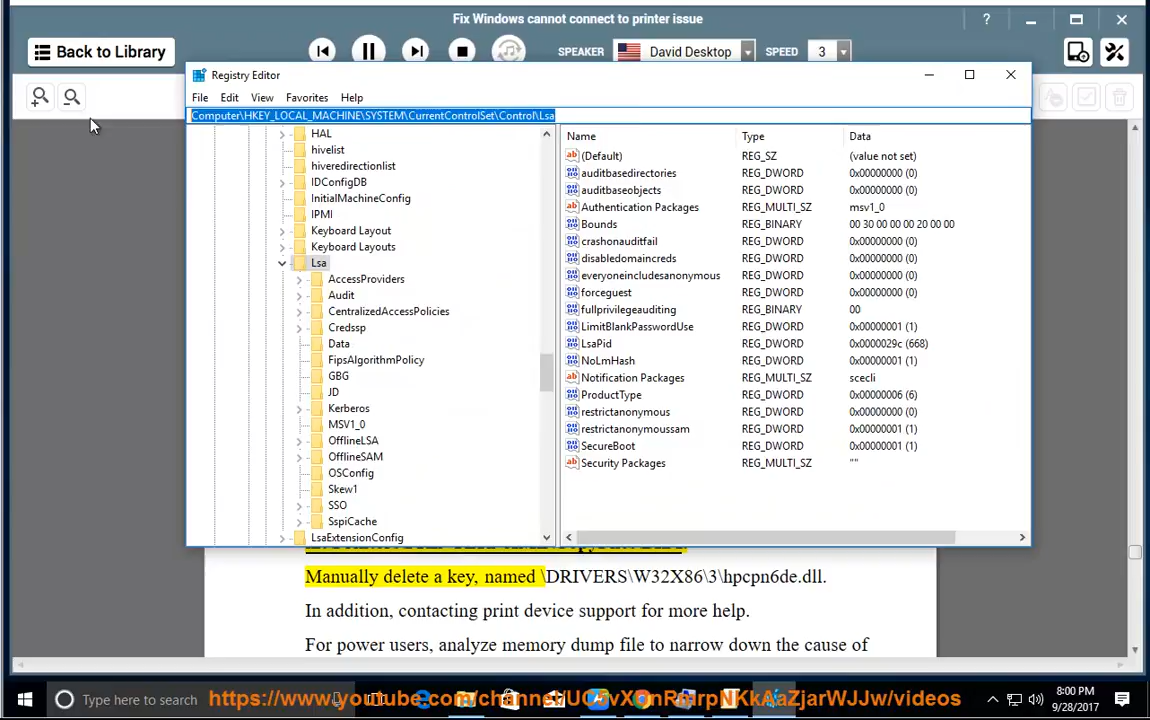 Fix Windows cannot connect to printer issue
Back to Library
SPEAKER
David Desktop
SPEED
3
Registry Editor
File Edit View Favorites Help
Computer\HKEY_LOCAL_MACHINE\SYSTEM\CurrentControlSet\Control\Lsa
HAL
hivelist
hiveredirectionlist
IDConfigDB
InitialMachineConfig
IPMI
Keyboard Layout
Keyboard Layouts
Lsa
AccessProviders
Audit
CentralizedAccessPolicies
Credssp
Data
FipsAlgorithmPolicy
GBG
JD
Kerberos
MSV1_0
OfflineLSA
OfflineSAM
OSConfig
Skew1
SSO
SspiCache
LsaExtensionConfig
Name Type Data
(Default) REG_SZ (value not set)
auditbasedirectories REG_DWORD 0x00000000 (0)
auditbaseobjects REG_DWORD 0x00000000 (0)
Authentication Packages REG_MULTI_SZ msv1_0
Bounds REG_BINARY 00 30 00 00 00 20 00 00
crashonauditfail REG_DWORD 0x00000000 (0)
disabledomaincreds REG_DWORD 0x00000000 (0)
everyoneincludesanonymous REG_DWORD 0x00000000 (0)
forceguest REG_DWORD 0x00000000 (0)
fullprivilegeauditing REG_BINARY 00
LimitBlankPasswordUse REG_DWORD 0x00000001 (1)
LsaPid REG_DWORD 0x0000029c (668)
NoLmHash REG_DWORD 0x00000001 (1)
Notification Packages REG_MULTI_SZ scecli
ProductType REG_DWORD 0x00000006 (6)
restrictanonymous REG_DWORD 0x00000000 (0)
restrictanonymoussam REG_DWORD 0x00000001 (1)
SecureBoot REG_DWORD 0x00000001 (1)
Security Packages REG_MULTI_SZ ""
Manually delete a key, named \DRIVERS\W32X86\3\hpcpn6de.dll.
In addition, contacting print device support for more help.
For power users, analyze memory dump file to narrow down the cause of
Type here to search
8:00 PM
9/28/2017